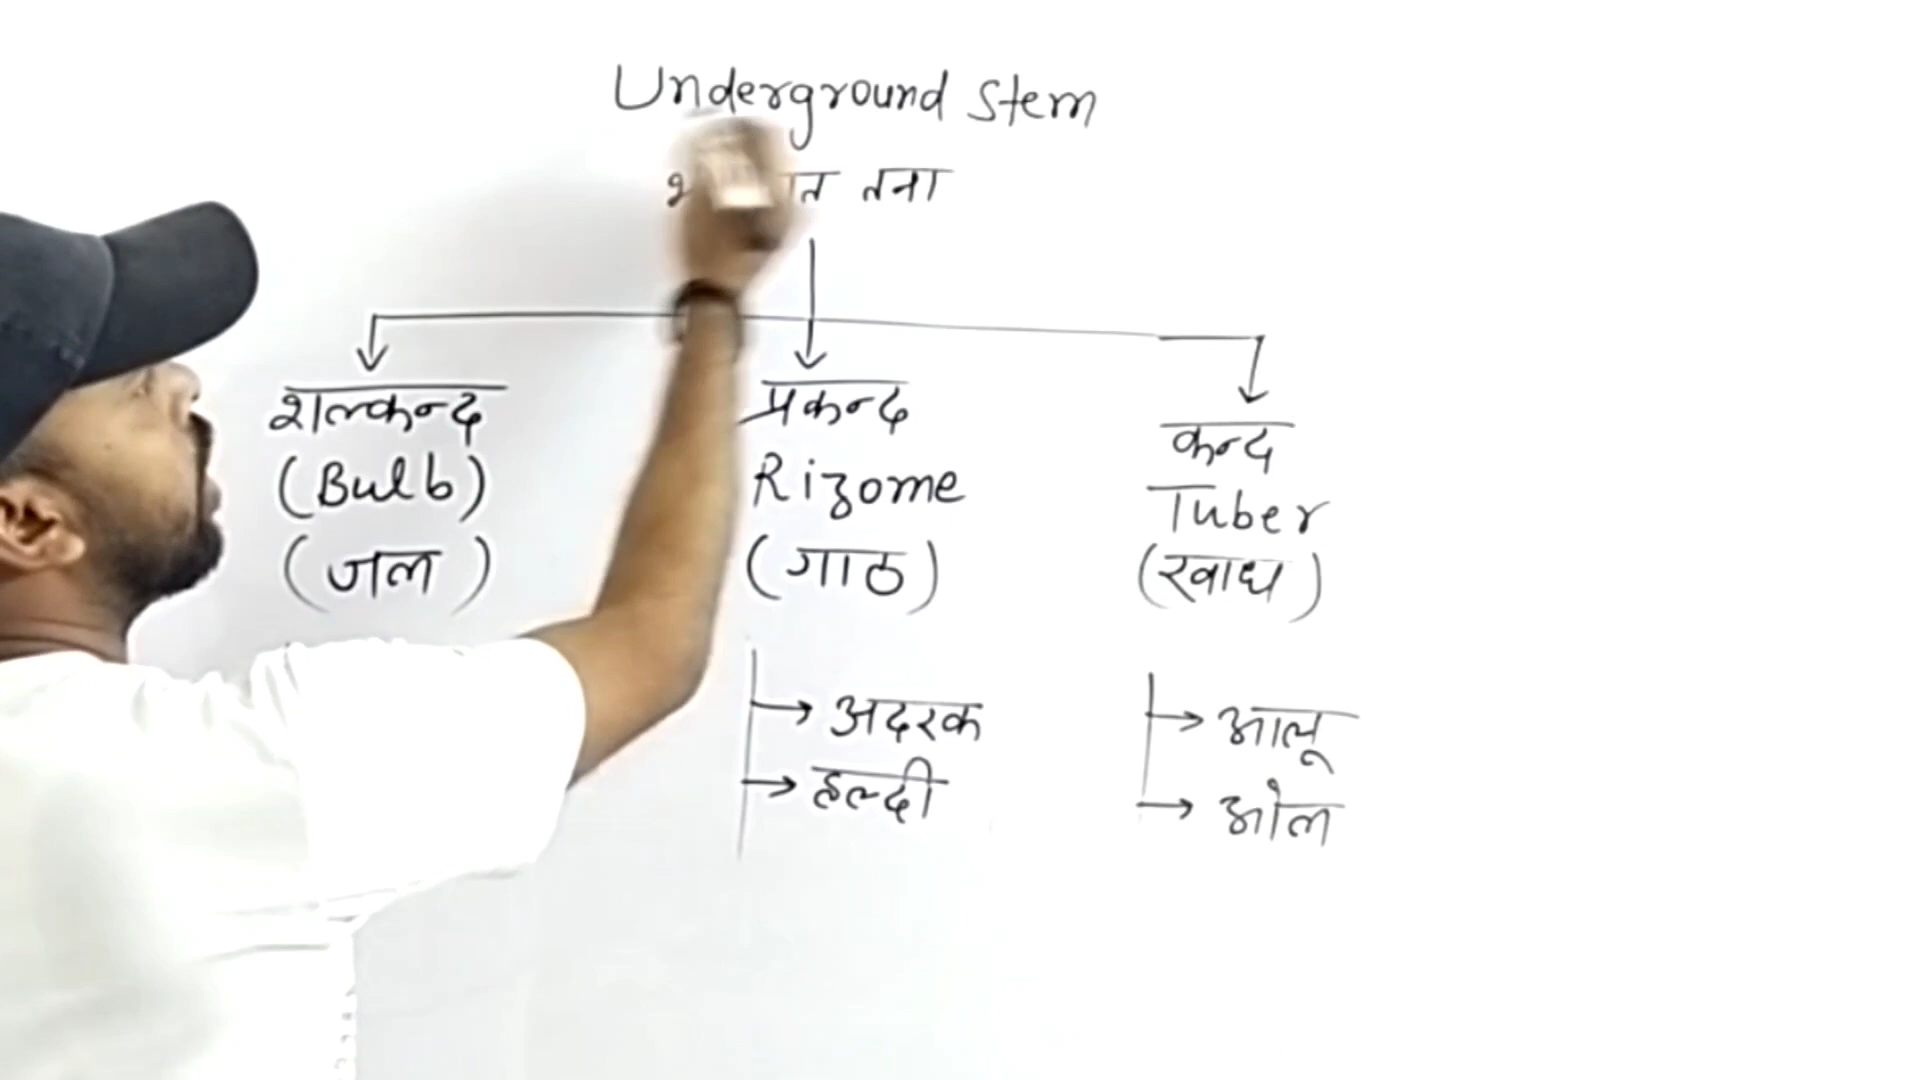 Underground Stem
तना
शल्कन्द
(Bulb)
(जल)
प्रकन्द
Rizome
(गाठ)
→ अदरक
→ हल्दी
कन्द
Tuber
(खाद्य)
→ आलू
→ ओल